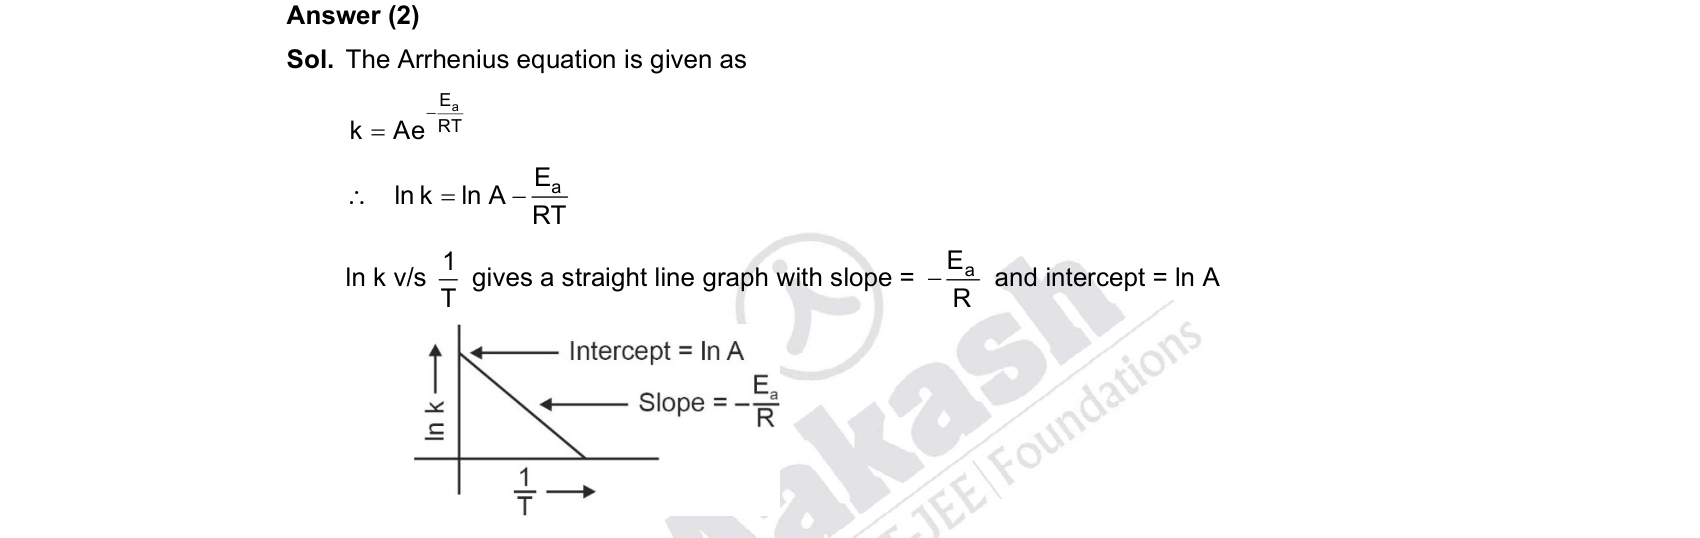 Answer (2)
Sol. The Arrhenius equation is given as
k = Ae^(−Ea/RT)
∴ ln k = ln A − Ea/RT
ln k v/s 1/T gives a straight line graph with slope = −Ea/R and intercept = ln A
Intercept = ln A
Slope = −Ea/R
ln k
1/T
Aakash
-JEE|Foundations